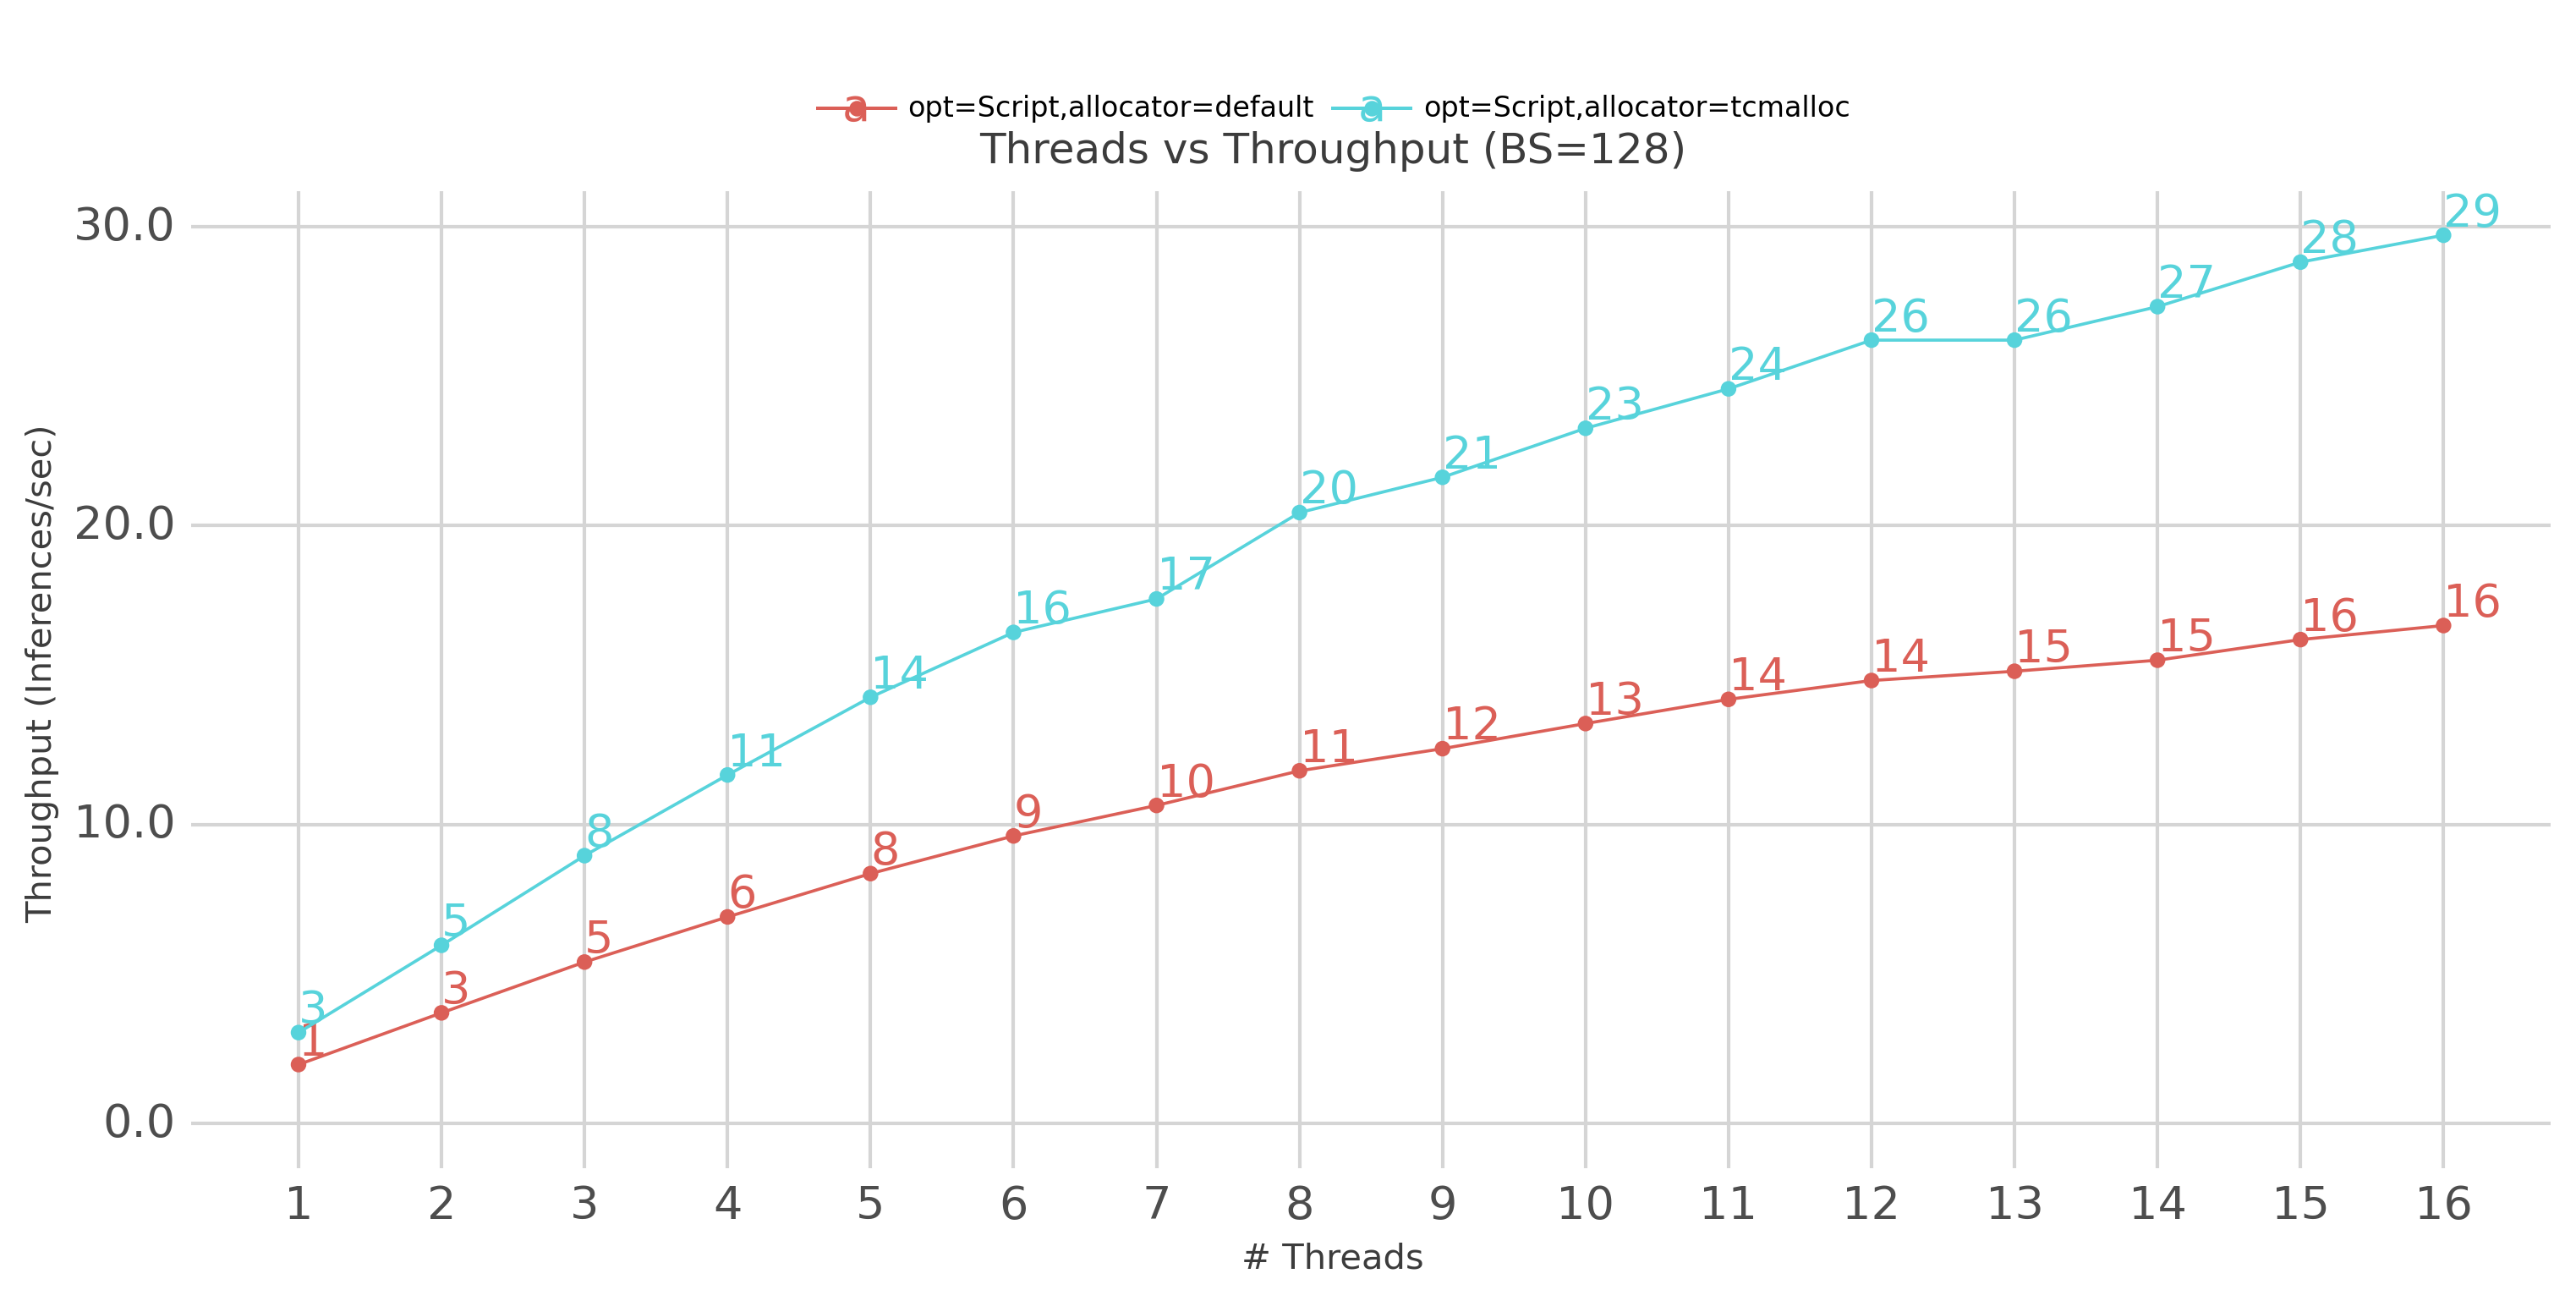 a opt=Script,allocator=default a opt=Script,allocator=tcmalloc
Threads vs Throughput (BS=128)
Throughput (Inferences/sec)
30.0
20.0
10.0
0.0
3 5 8 11 14 16 17 20 21 23 24 26 26 27 28 29
1 3 5 6 8 9 10 11 12 13 14 14 15 15 16 16
1 2 3 4 5 6 7 8 9 10 11 12 13 14 15 16
# Threads